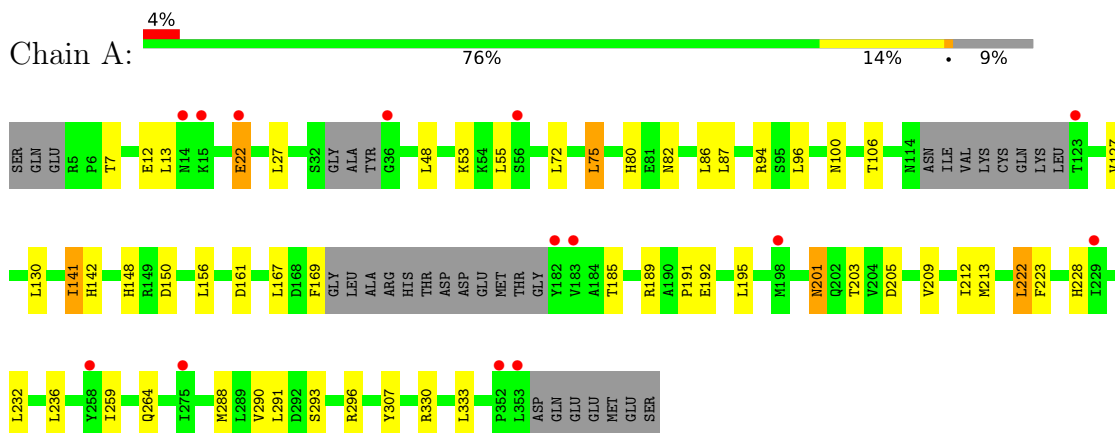 4%
Chain A:
76% 14% • 9%
SER GLN GLU R5 P6 T7 E12 L13 N14 K15 E22 L27 S32 GLY ALA TYR G36 L48 K53 K54 L55 S56 L72 L75 H80 E81 N82 L86 L87 R94 S95 L96 N100 T106 N114 ASN ILE VAL LYS CYS GLN LYS LEU T123
L130 I141 H142 H148 R149 D150 L156 D161 L167 D168 F169 GLY LEU ALA ARG HIS THR ASP ASP GLU MET THR GLY Y182 V183 A184 T185 R189 A190 P191 E192 L195 M198 N201 Q202 T203 V204 D205 V209 I212 M213 L222 F223 H228 I229
L232 L236 Y258 I259 Q264 I275 M288 L289 V290 L291 D292 S293 R296 Y307 R330 L333 P352 L353 ASP GLN GLU GLU MET GLU SER